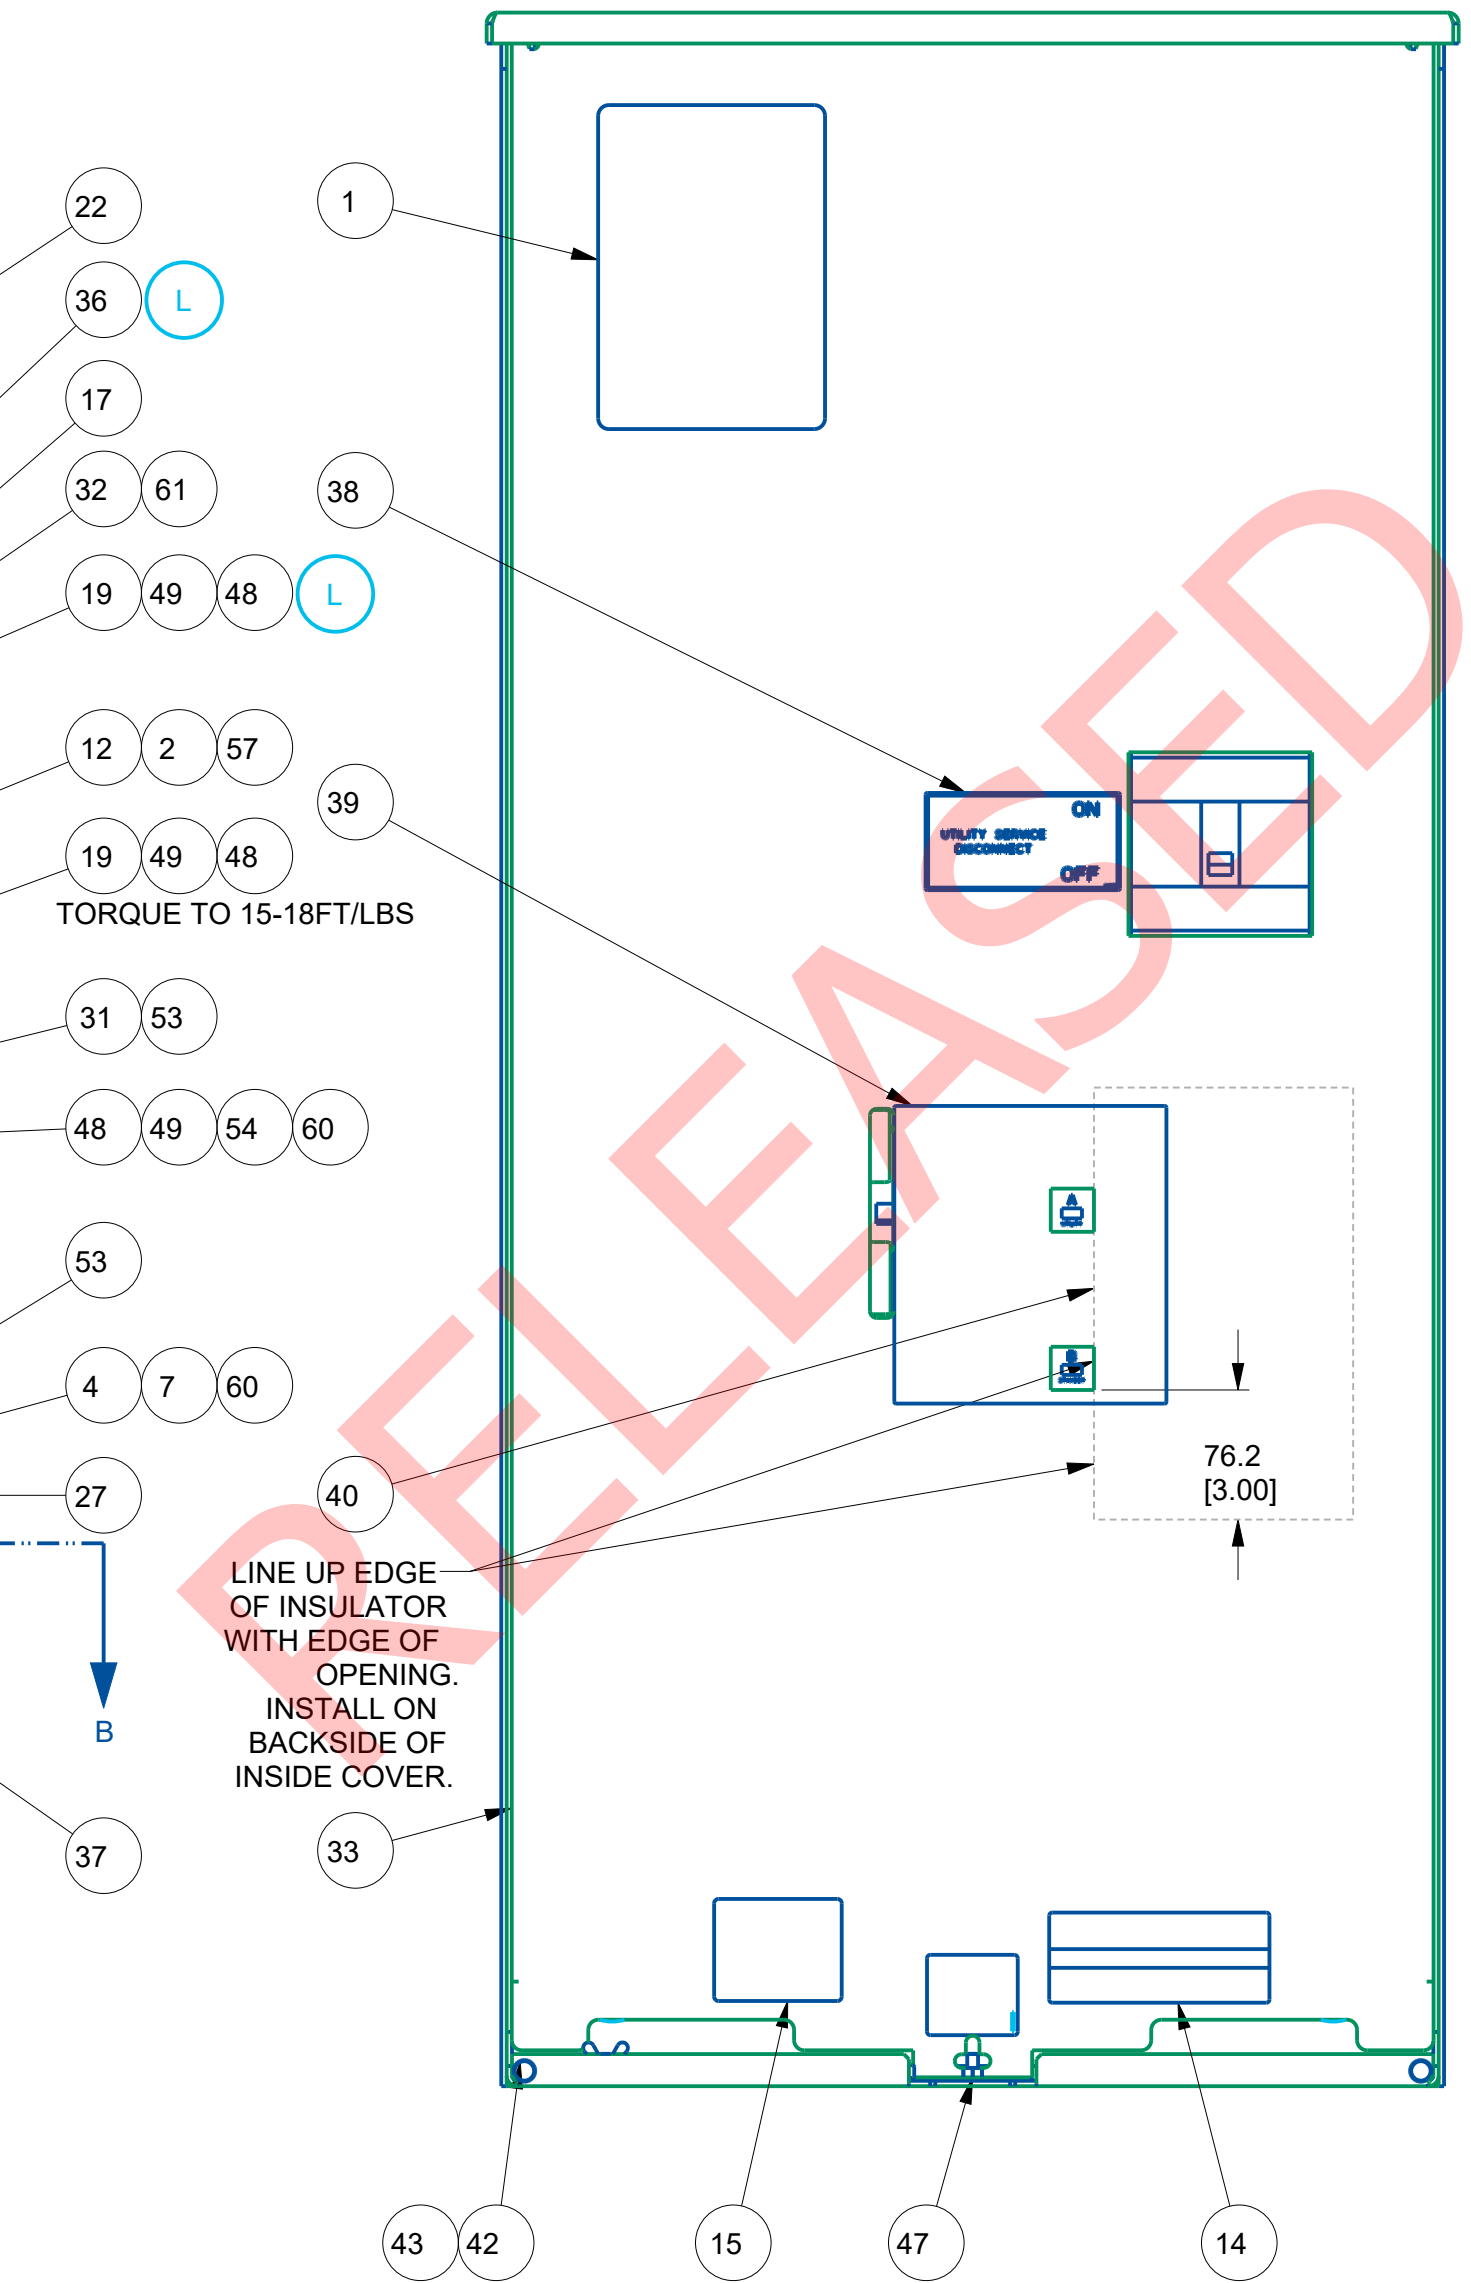 22
1
36 L
17
32 61
38
19 49 48 L
12 2 57
39
ON
UTILITY SERVICE
DISCONNECT
OFF
19 49 48
TORQUE TO 15-18FT/LBS
31 53
48 49 54 60
A
53
B
4 7 60
76.2
[3.00]
27
40
LINE UP EDGE
OF INSULATOR
WITH EDGE OF
OPENING.
INSTALL ON
BACKSIDE OF
INSIDE COVER.
B
33
37
43 42
15
47
14
RELEASED